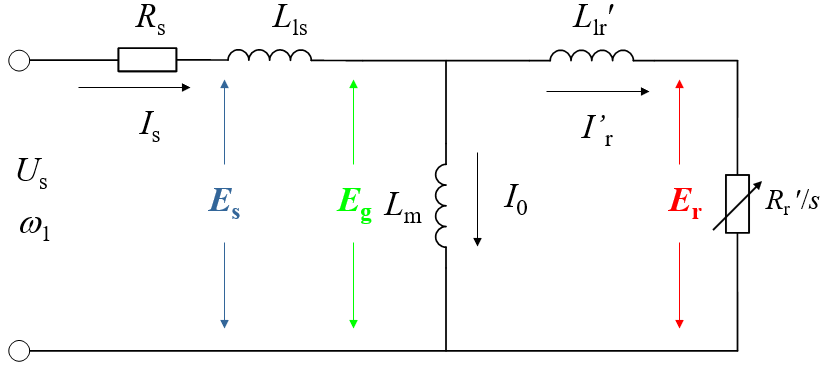 Rs
Lls
Llr′
Is
I’r
Us
Es
Eg
Lm
I0
Er
Rr′/s
ω1